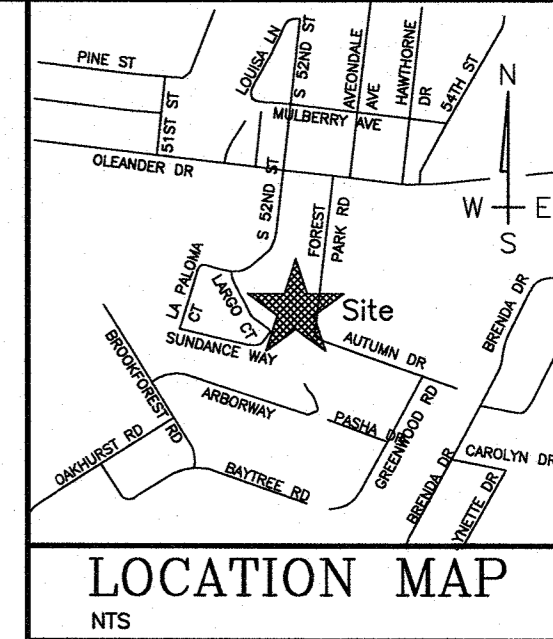 PINE ST
LOUISA LN
S 52ND ST
AVEONDALE
AVE
HAWTHORNE
DR
54TH ST
N
51ST ST
MULBERRY AVE
OLEANDER DR
W
E
S
S 52ND ST
FOREST
PARK RD
LA PALOMA
CT
LARGO CT
Site
BRENDA DR
SUNDANCE WAY
AUTUMN DR
BROOKFOREST RD
ARBORWAY
PASHA DR
GREENWOOD RD
OAKHURST RD
BAYTREE RD
BRENDA DR
CAROLYN DR
YNETTE DR
LOCATION MAP
NTS